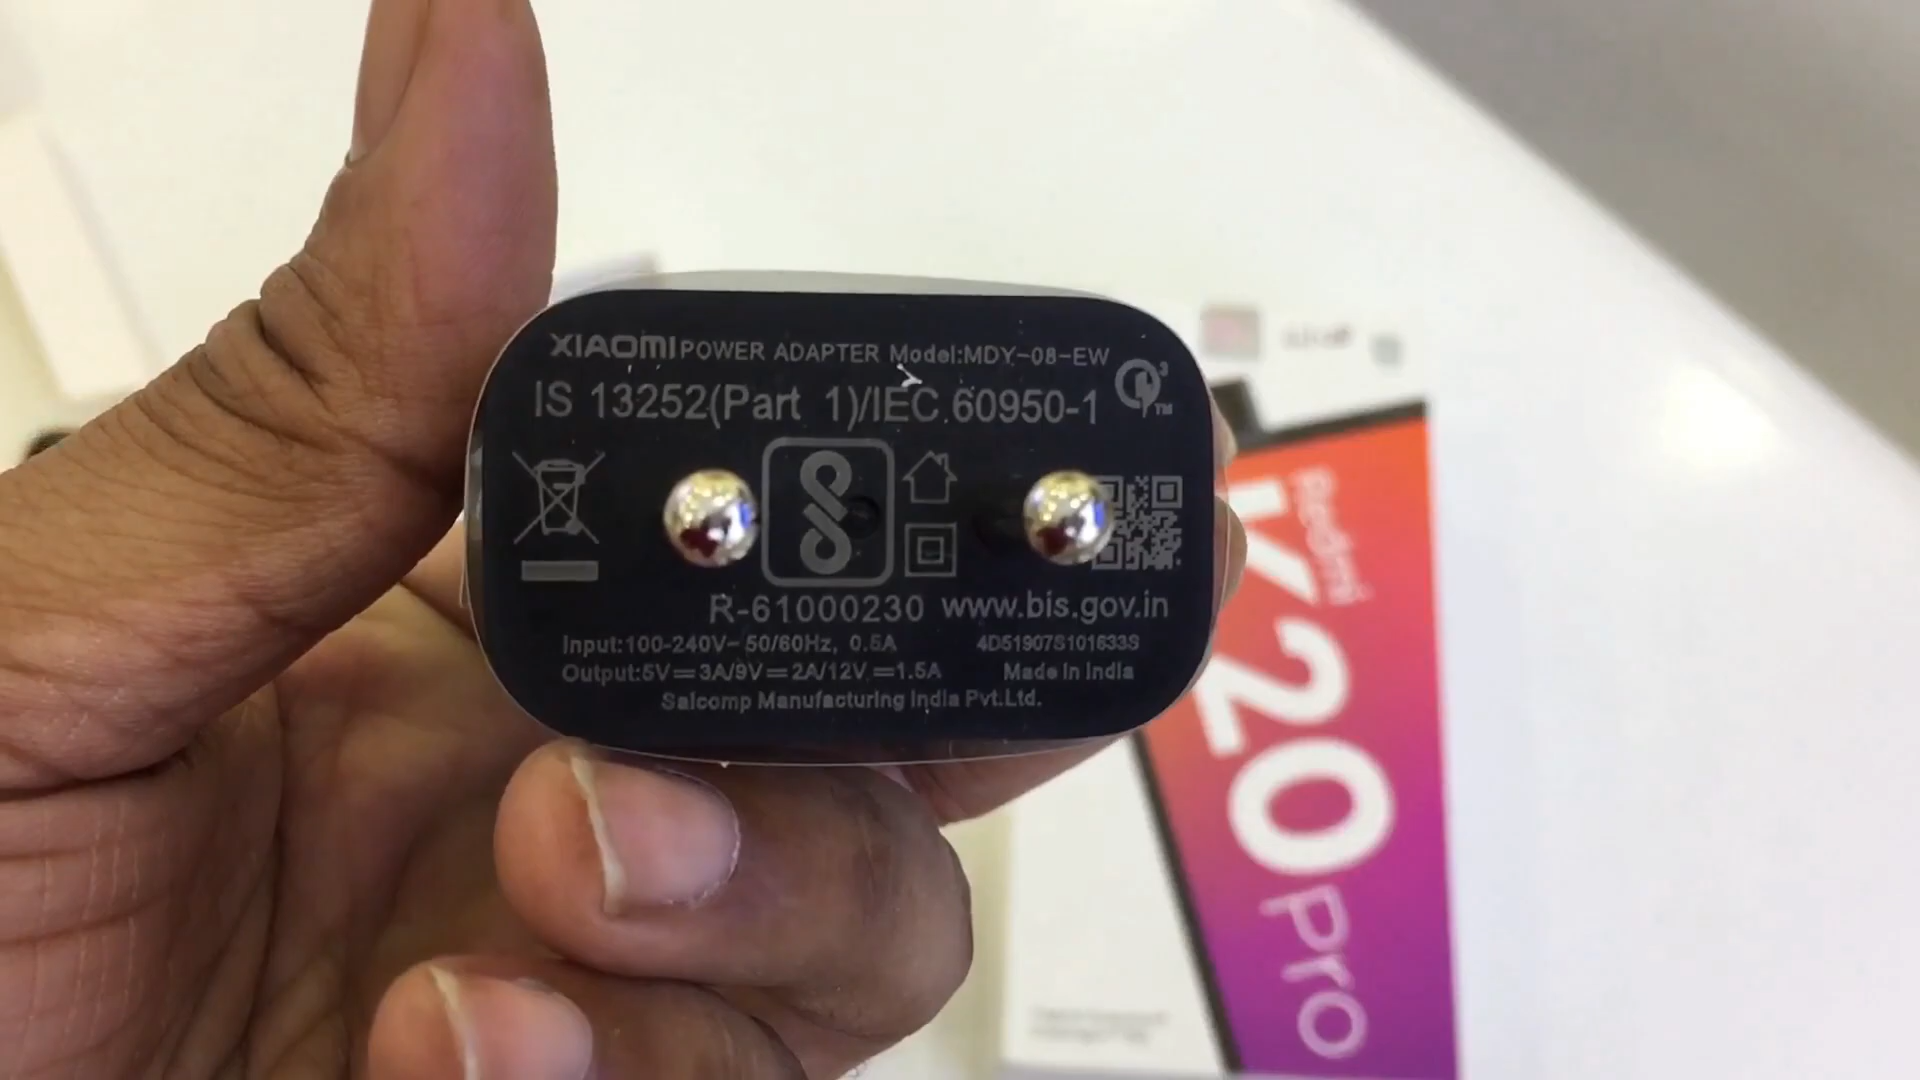 XIAOMI POWER ADAPTER Model:MDY-08-EW
IS 13252(Part 1)/IEC 60950-1
3
TM
R-61000230 www.bis.gov.in
Input:100-240V~50/60Hz, 0.5A
4D51907S101633S
Output:5V⎓3A/9V⎓2A/12V⎓1.5A
Made in India
Salcomp Manufacturing India Pvt.Ltd.
Redmi
K20 Pro